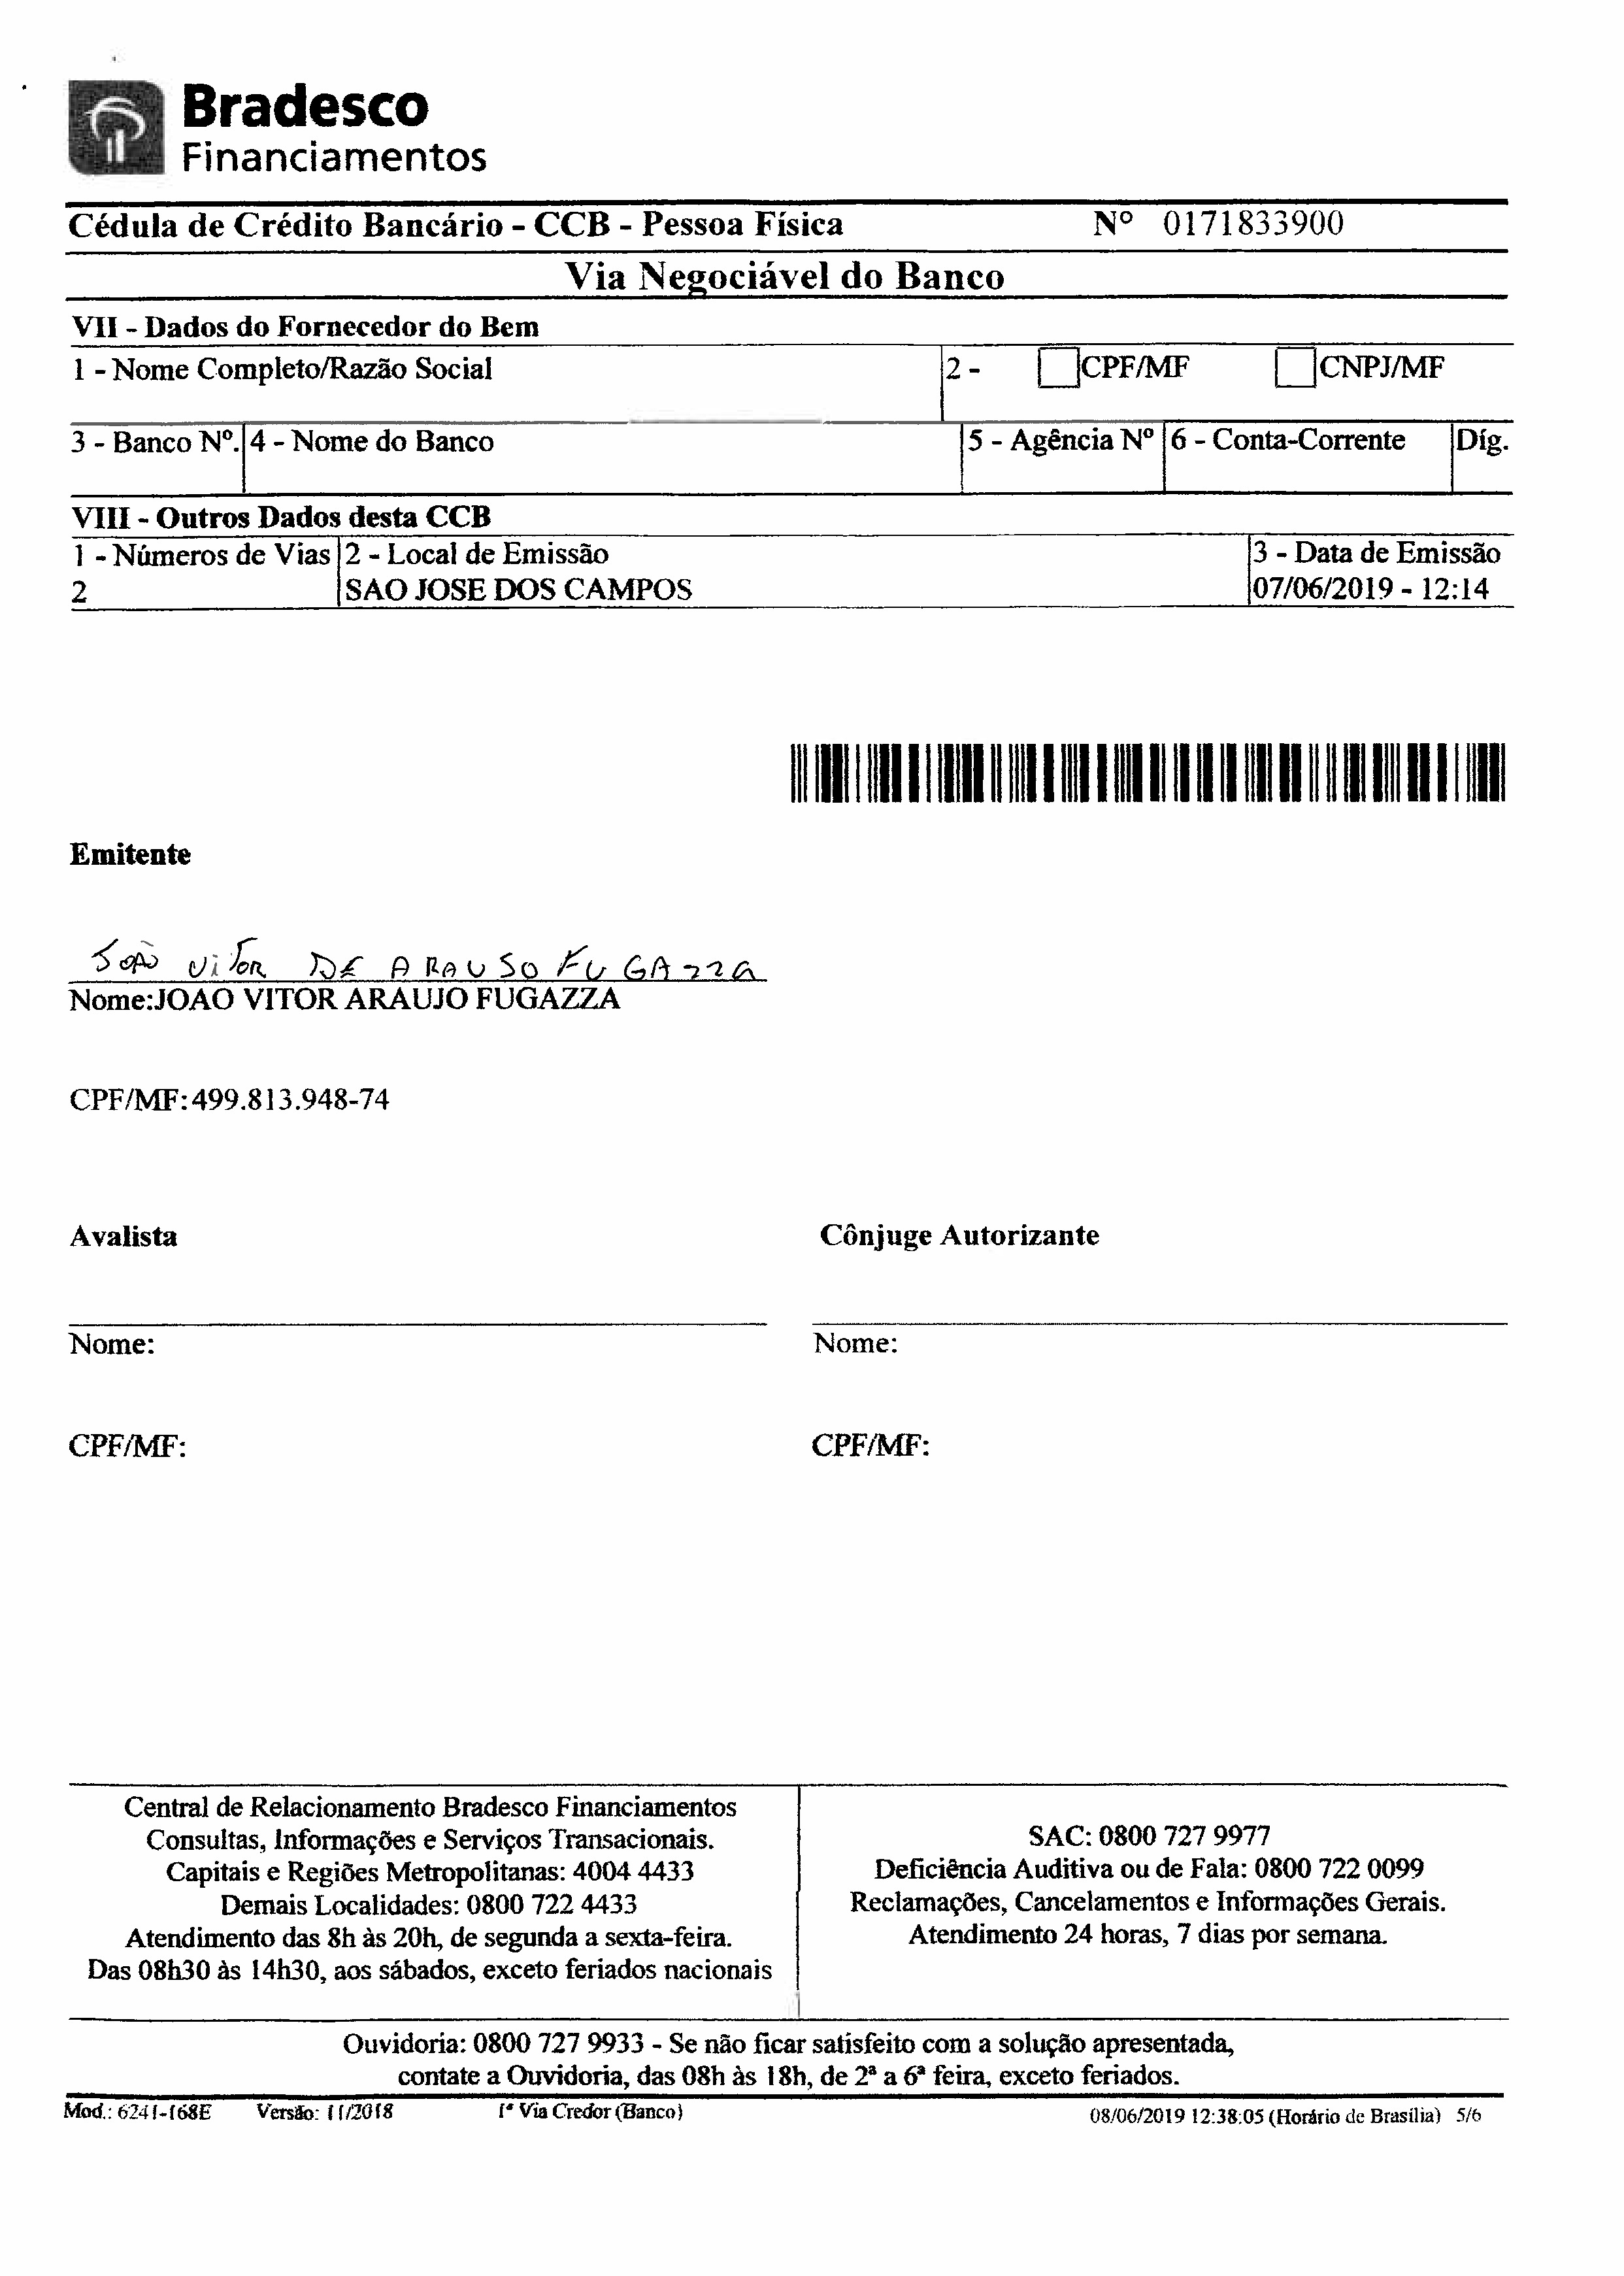 Bradesco
Financiamentos
Cédula de Crédito Bancário - CCB - Pessoa Física Nº 0171833900
Via Negociável do Banco
VII - Dados do Fornecedor do Bem
1 - Nome Completo/Razão Social 2 - CPF/MF CNPJ/MF
3 - Banco Nº. 4 - Nome do Banco 5 - Agência Nº 6 - Conta-Corrente Díg.
VIII - Outros Dados desta CCB
1 - Números de Vias 2 - Local de Emissão 3 - Data de Emissão
2 SAO JOSE DOS CAMPOS 07/06/2019 - 12:14
Emitente
JOÃO VITOR DE ARAUJO FUGAZZA
Nome:JOAO VITOR ARAUJO FUGAZZA
CPF/MF:499.813.948-74
Avalista Cônjuge Autorizante
Nome: Nome:
CPF/MF: CPF/MF:
Central de Relacionamento Bradesco Financiamentos
Consultas, Informações e Serviços Transacionais.
Capitais e Regiões Metropolitanas: 4004 4433
Demais Localidades: 0800 722 4433
Atendimento das 8h às 20h, de segunda a sexta-feira.
Das 08h30 às 14h30, aos sábados, exceto feriados nacionais
SAC: 0800 727 9977
Deficiência Auditiva ou de Fala: 0800 722 0099
Reclamações, Cancelamentos e Informações Gerais.
Atendimento 24 horas, 7 dias por semana.
Ouvidoria: 0800 727 9933 - Se não ficar satisfeito com a solução apresentada,
contate a Ouvidoria, das 08h às 18h, de 2ª a 6ª feira, exceto feriados.
Mod.: 6241-168E Versão: 11/2018 1ª Via Credor (Banco) 08/06/2019 12:38:05 (Horário de Brasília) 5/6